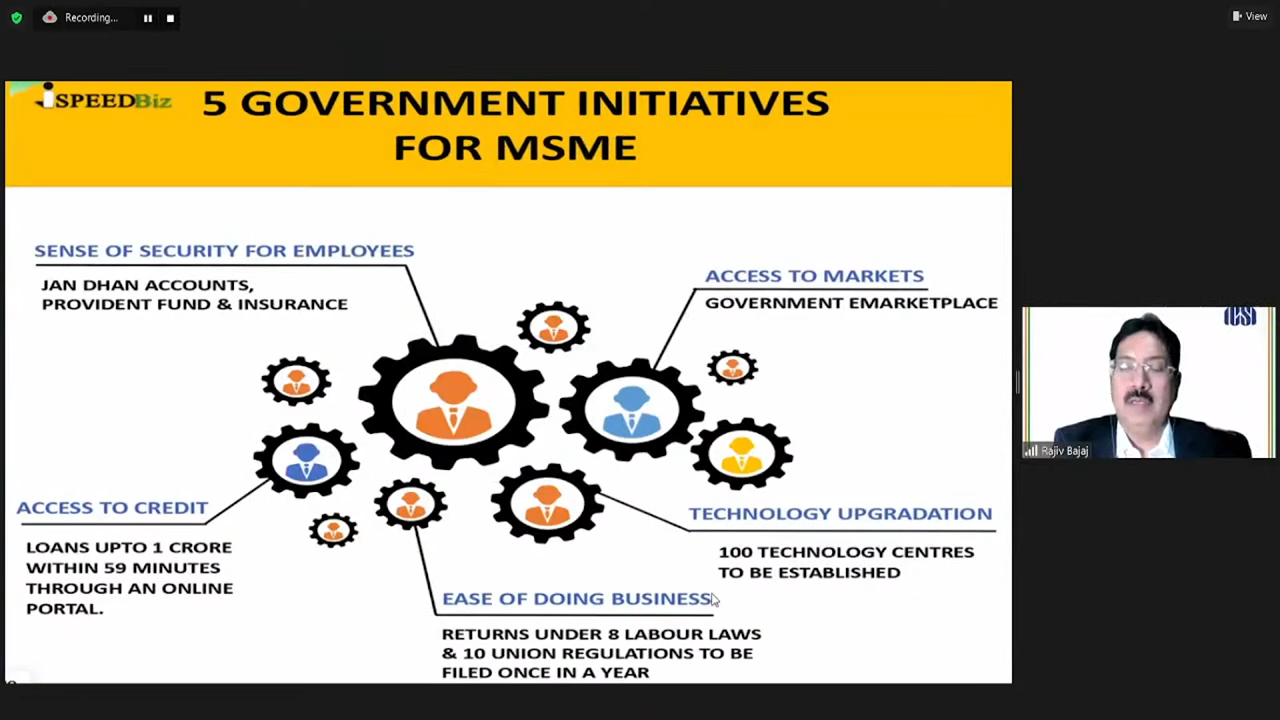 Recording...
View
iSPEEDBiz
5 GOVERNMENT INITIATIVES
FOR MSME
SENSE OF SECURITY FOR EMPLOYEES
JAN DHAN ACCOUNTS,
PROVIDENT FUND & INSURANCE
ACCESS TO MARKETS
GOVERNMENT EMARKETPLACE
ICSI
Rajiv Bajaj
ACCESS TO CREDIT
LOANS UPTO 1 CRORE
WITHIN 59 MINUTES
THROUGH AN ONLINE
PORTAL.
TECHNOLOGY UPGRADATION
100 TECHNOLOGY CENTRES
TO BE ESTABLISHED
EASE OF DOING BUSINESS
RETURNS UNDER 8 LABOUR LAWS
& 10 UNION REGULATIONS TO BE
FILED ONCE IN A YEAR